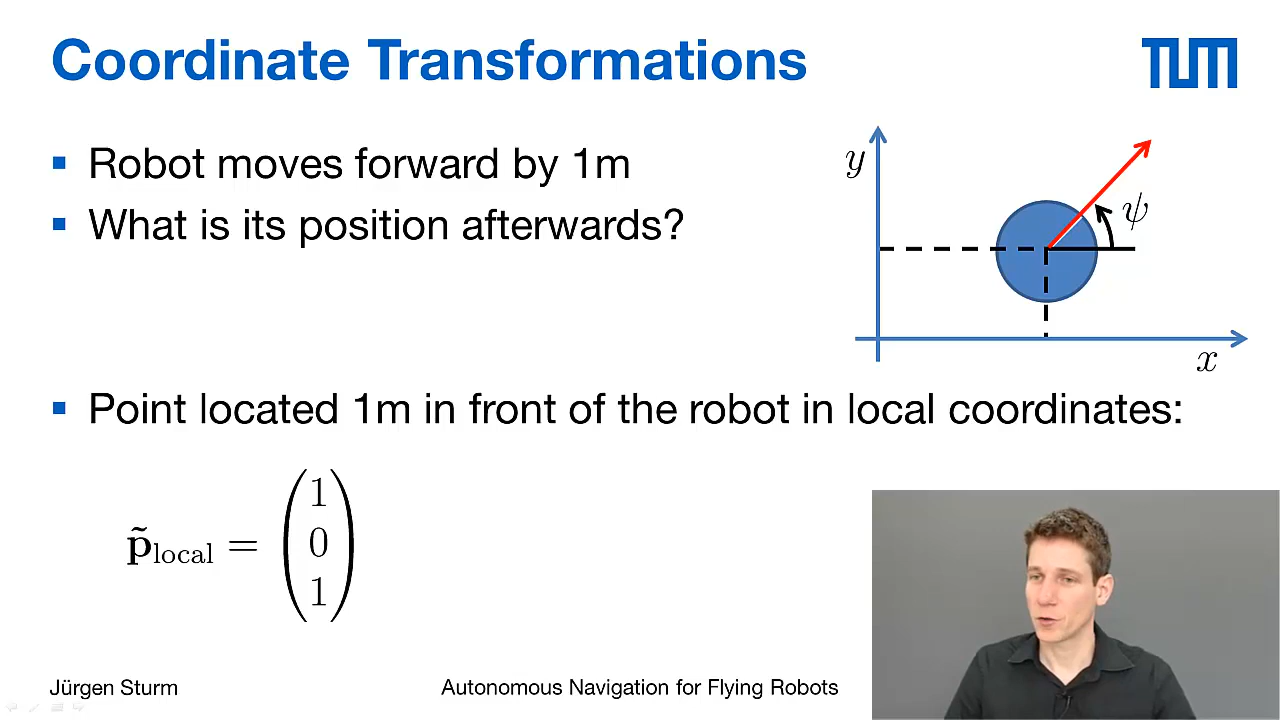 Coordinate Transformations
TUM
Robot moves forward by 1m
What is its position afterwards?
y
ψ
x
Point located 1m in front of the robot in local coordinates:
p̃local = (1 0 1)
Jürgen Sturm
Autonomous Navigation for Flying Robots